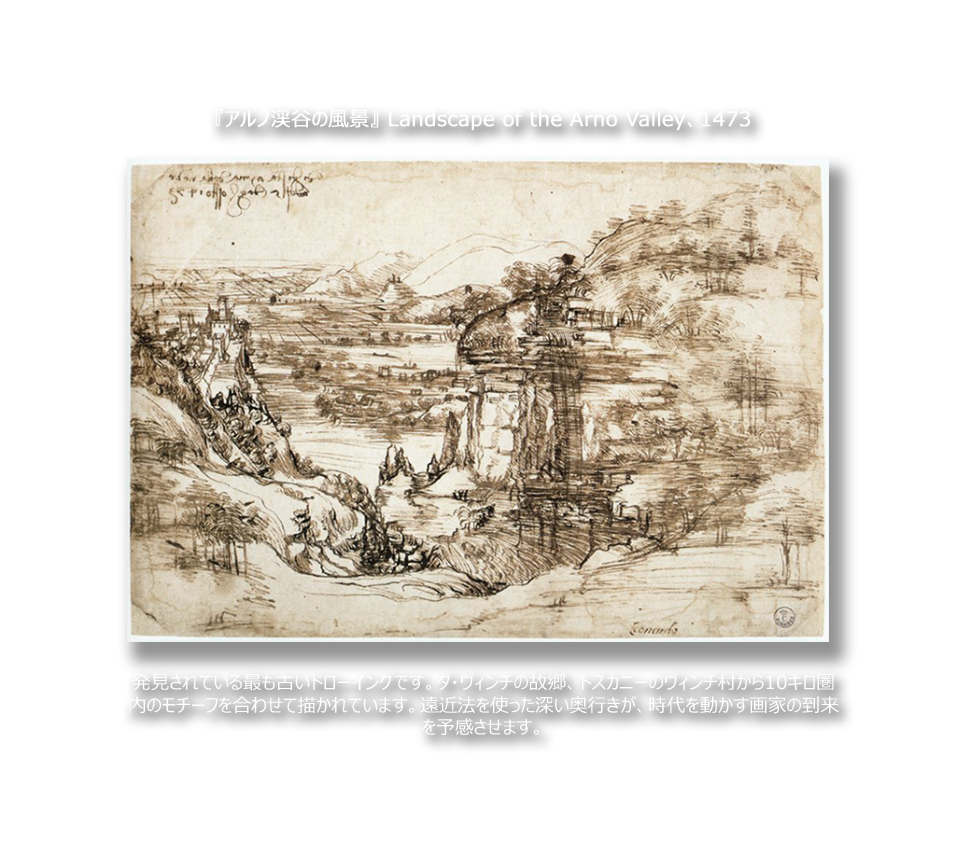 『アルノ渓谷の風景』 Landscape of the Arno Valley、1473
Leonardo
発見されている最も古いドローイングです。ダ・ヴィンチの故郷、トスカニーのヴィンチ村から10キロ圏
内のモチーフを合わせて描かれています。遠近法を使った深い奥行きが、時代を動かす画家の到来
を予感させます。